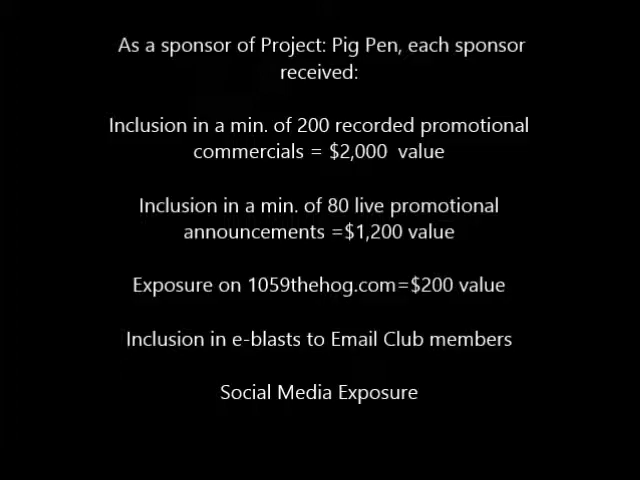 As a sponsor of Project: Pig Pen, each sponsor
received:
Inclusion in a min. of 200 recorded promotional
commercials = $2,000 value
Inclusion in a min. of 80 live promotional
announcements =$1,200 value
Exposure on 1059thehog.com=$200 value
Inclusion in e-blasts to Email Club members
Social Media Exposure